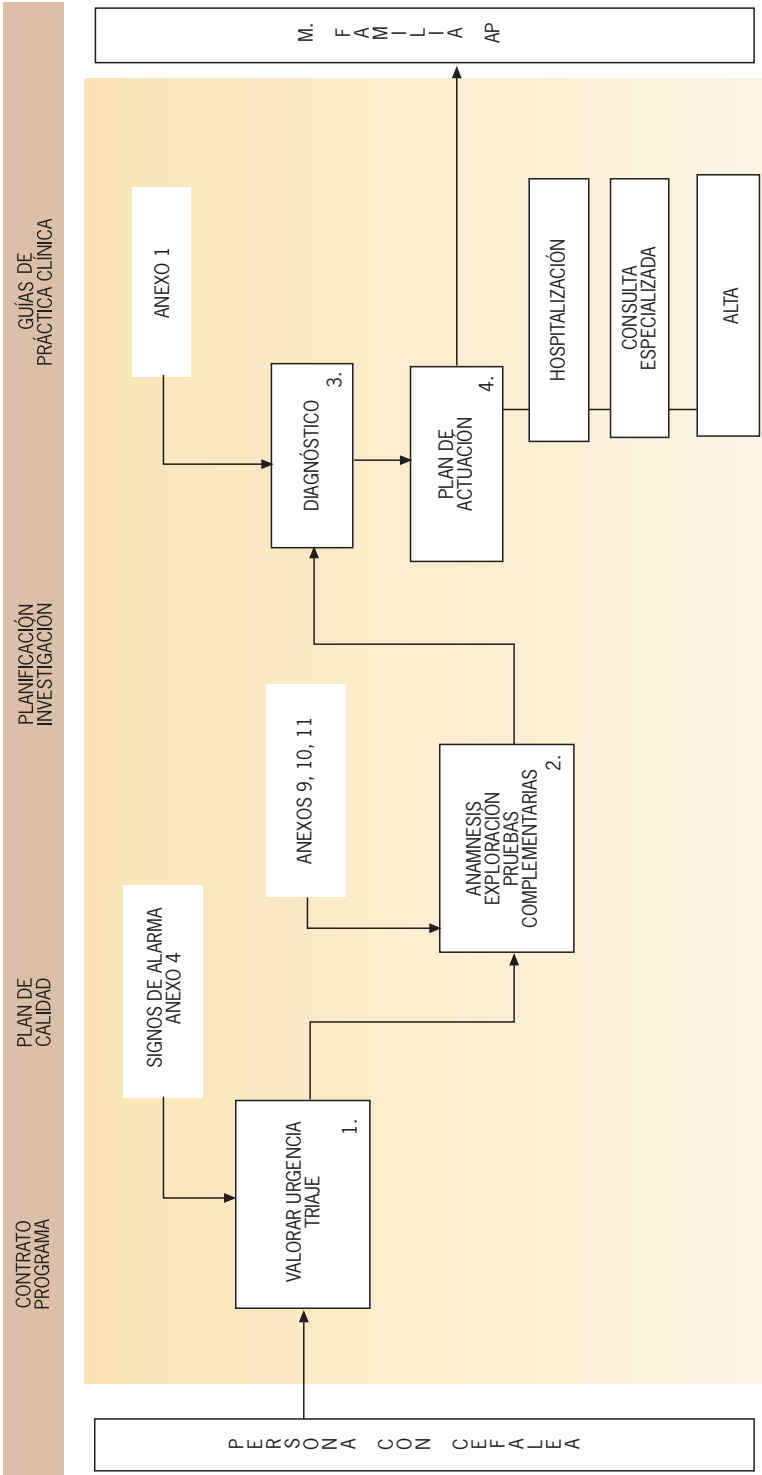 CONTRATO
PROGRAMA
PLAN DE
CALIDAD
PLANIFICACIÓN
INVESTIGACION
GUÍAS DE
PRÁCTICA CLÍNICA
PERSONA CON CEFALEA
SIGNOS DE ALARMA
ANEXO 4
VALORAR URGENCIA
TRIAJE
1.
ANEXOS 9, 10, 11
ANAMNESIS
EXPLORACIÓN
PRUEBAS
COMPLEMENTARIAS
2.
ANEXO 1
DIAGNÓSTICO
3.
PLAN DE
ACTUACIÓN
4.
HOSPITALIZACIÓN
CONSULTA
ESPECIALIZADA
ALTA
M. FAMILIA AP